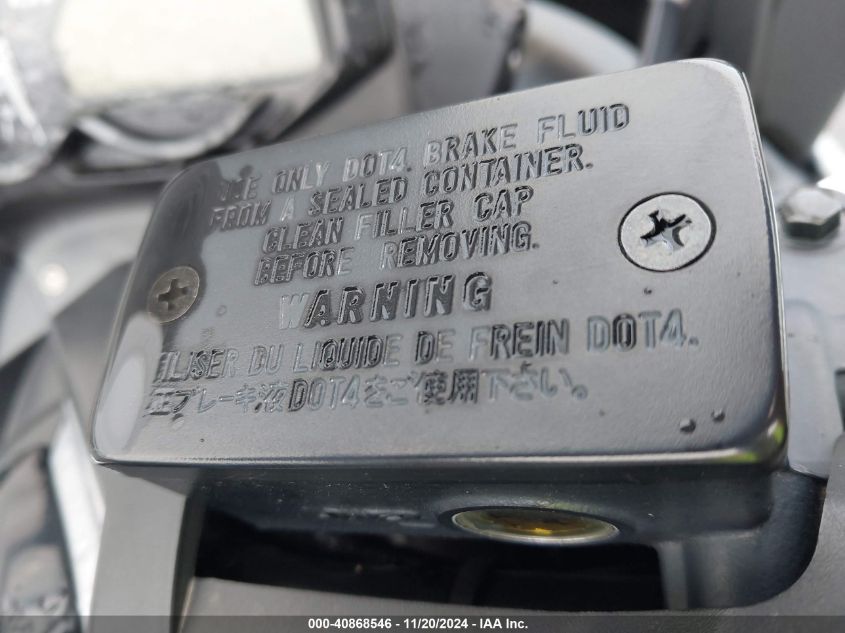 USE ONLY DOT4. BRAKE FLUID
FROM A SEALED CONTAINER.
CLEAN FILLER CAP
BEFORE REMOVING.
WARNING
UTILISER DU LIQUIDE DE FREIN DOT4.
ブレーキ液DOT4をご使用下さい。
000-40868546 - 11/20/2024 - IAA Inc.